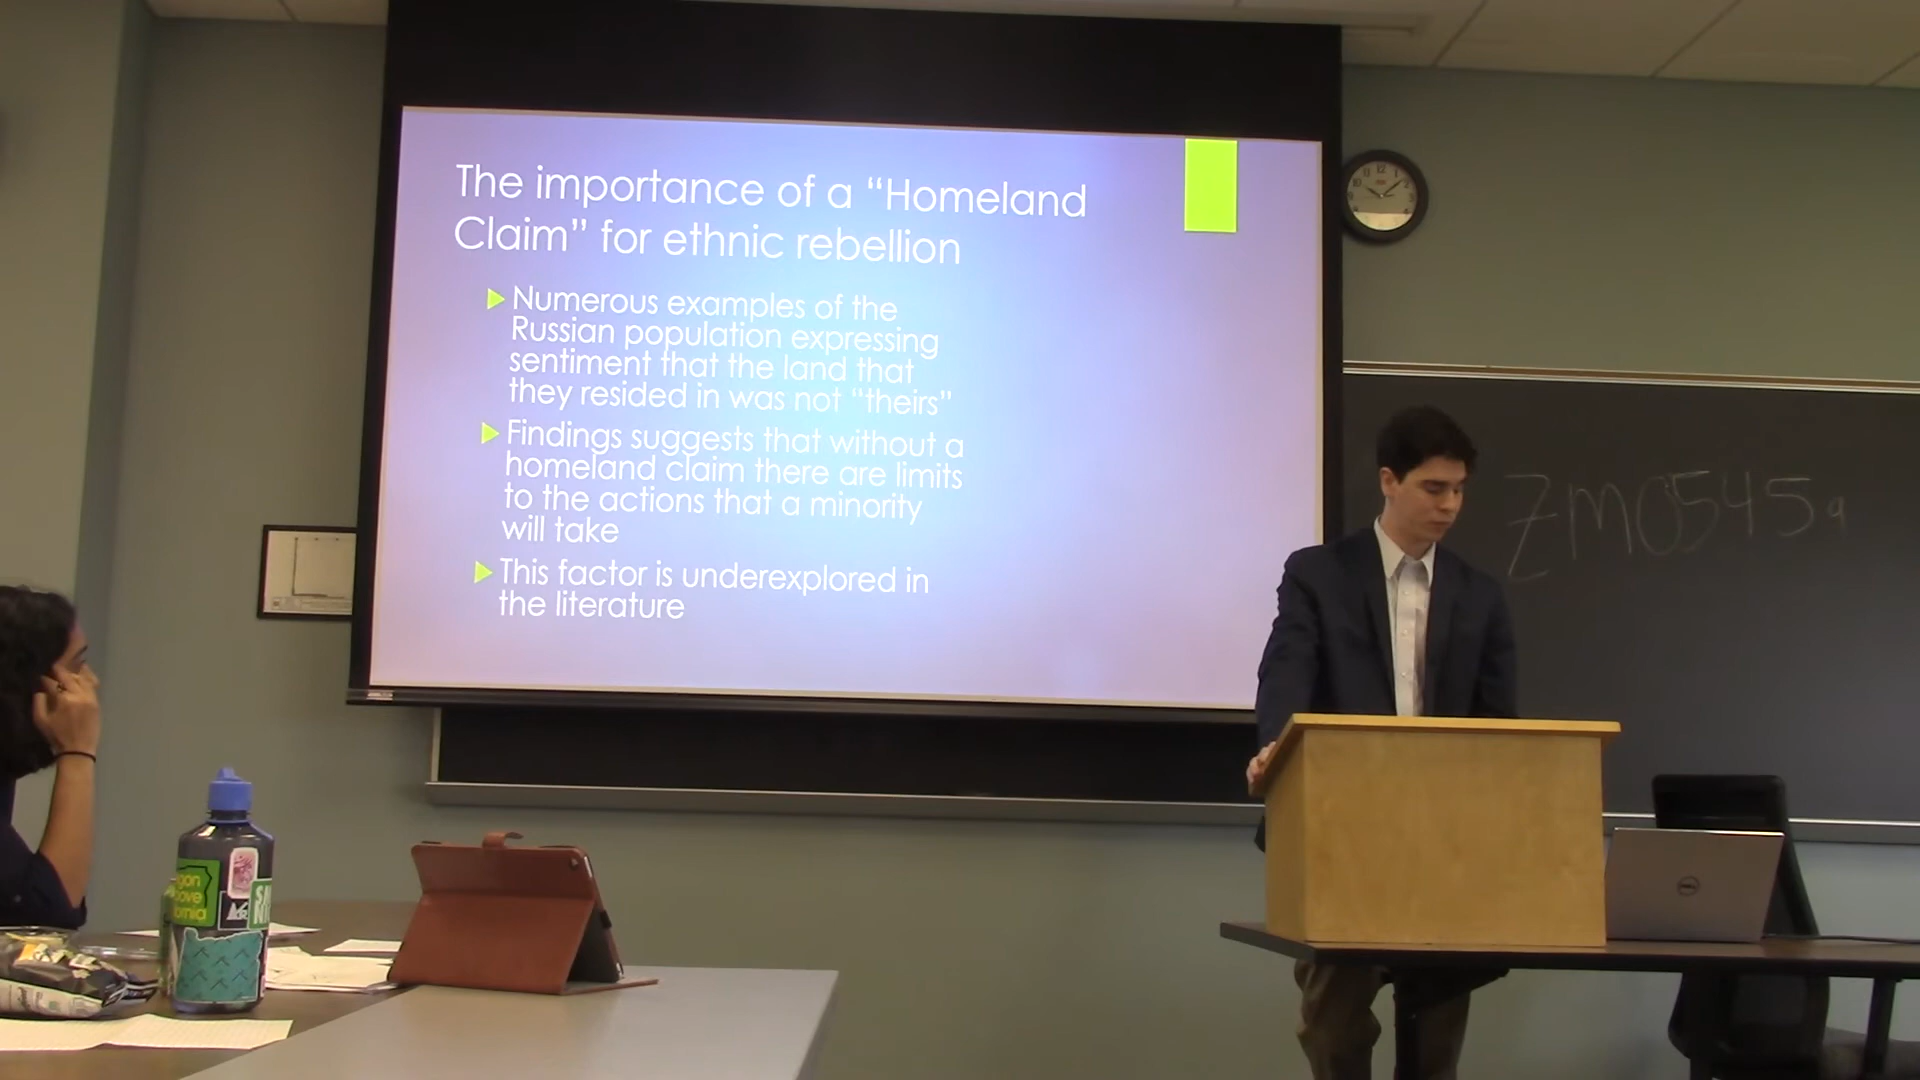 The importance of a “Homeland
Claim” for ethnic rebellion
Numerous examples of the
Russian population expressing
sentiment that the land that
they resided in was not “theirs”
Findings suggests that without a
homeland claim there are limits
to the actions that a minority
will take
This factor is underexplored in
the literature
ZM0545a
DELL